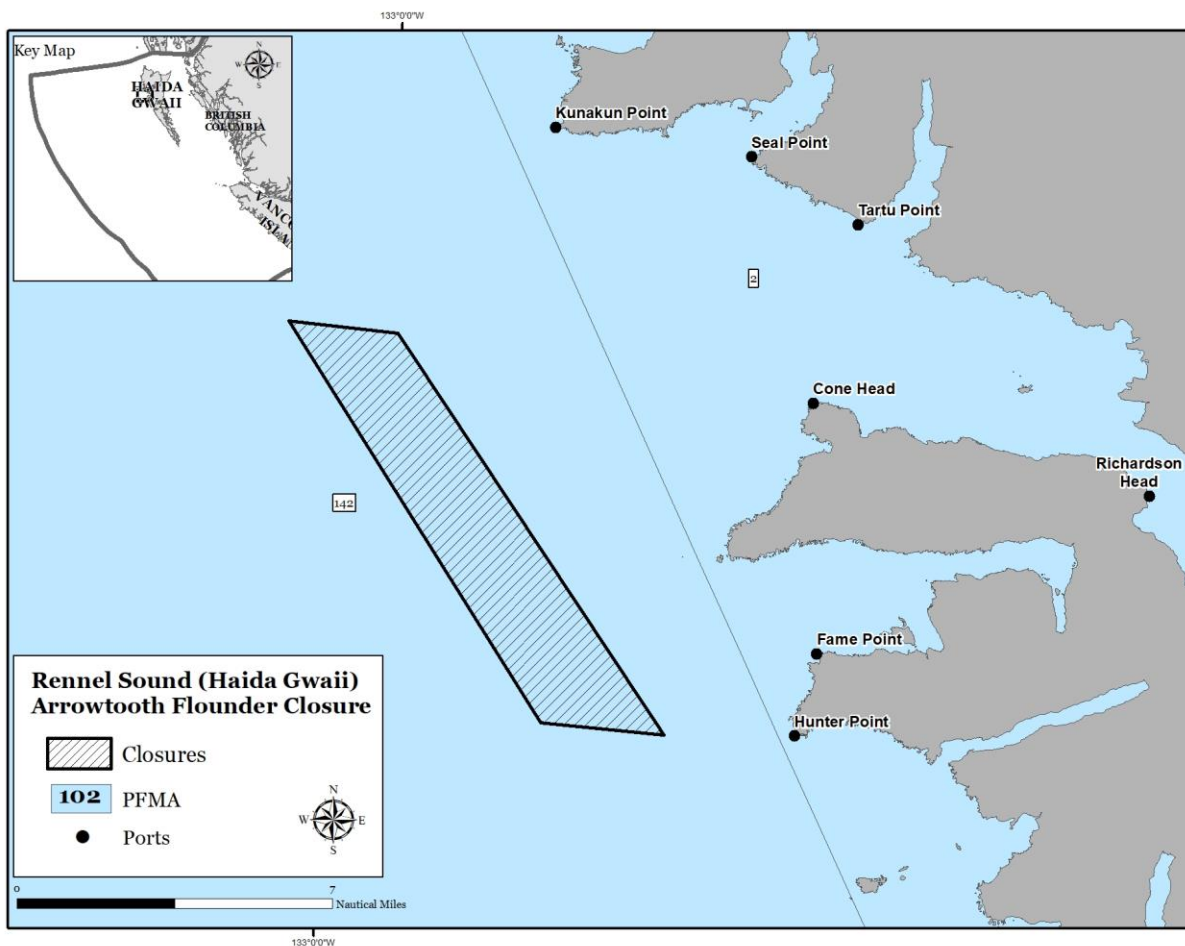 133°0'0"W
Key Map
N
W
E
S
HAIDA
GWAII
BRITISH
COLUMBIA
VANCO
ISLA
Kunakun Point
Seal Point
Tartu Point
2
Cone Head
Richardson
Head
142
Fame Point
Hunter Point
Rennel Sound (Haida Gwaii)
Arrowtooth Flounder Closure
Closures
102 PFMA
Ports
N
W
E
S
0 7
Nautical Miles
133°0'0"W